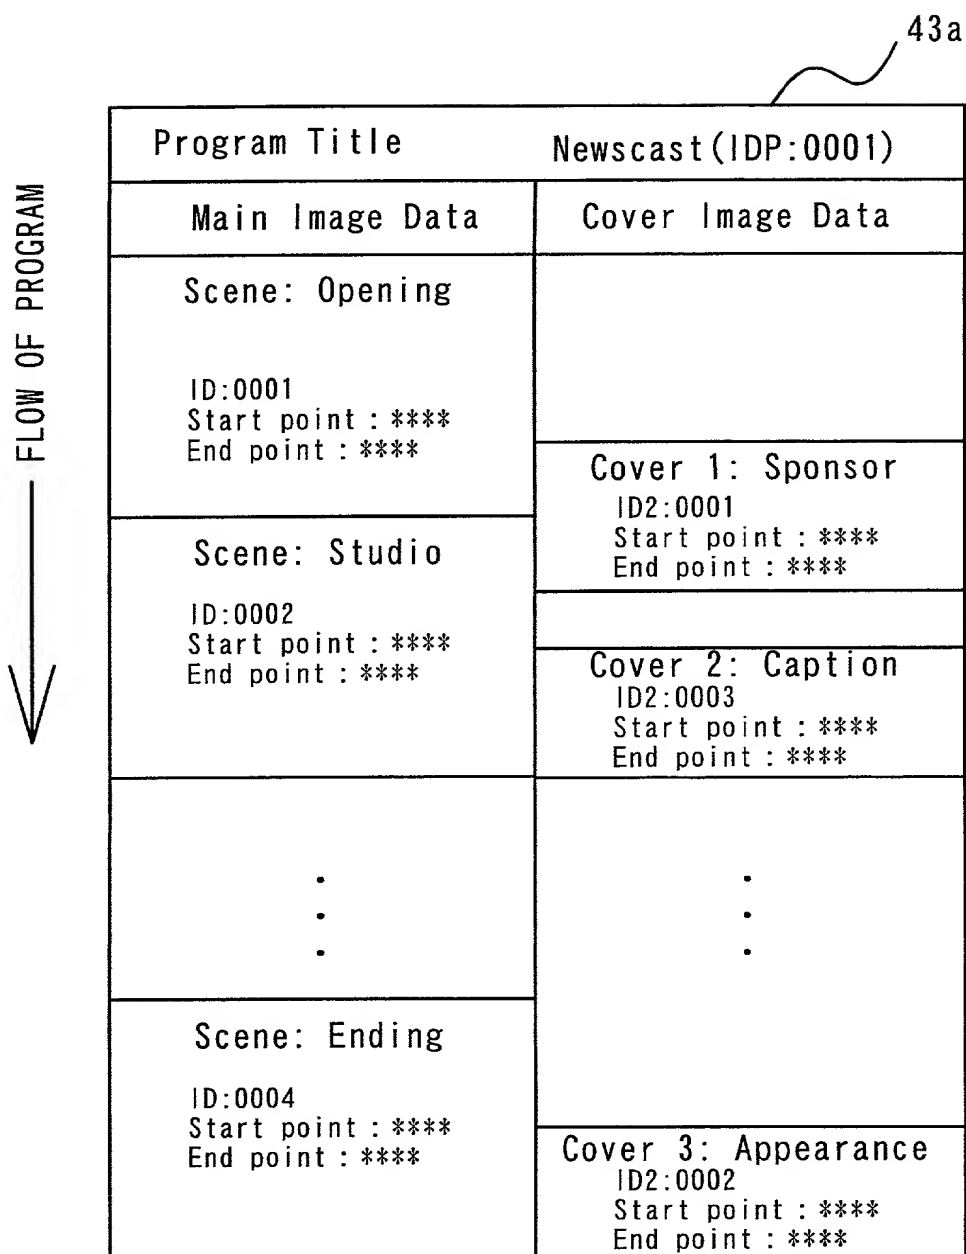 43a
Program Title Newscast(IDP:0001)
FLOW OF PROGRAM
Main Image Data
Scene: Opening
ID:0001
Start point : ****
End point : ****
Scene: Studio
ID:0002
Start point : ****
End point : ****
Scene: Ending
ID:0004
Start point : ****
End point : ****
Cover Image Data
Cover 1: Sponsor
ID2:0001
Start point : ****
End point : ****
Cover 2: Caption
ID2:0003
Start point : ****
End point : ****
Cover 3: Appearance
ID2:0002
Start point : ****
End point : ****